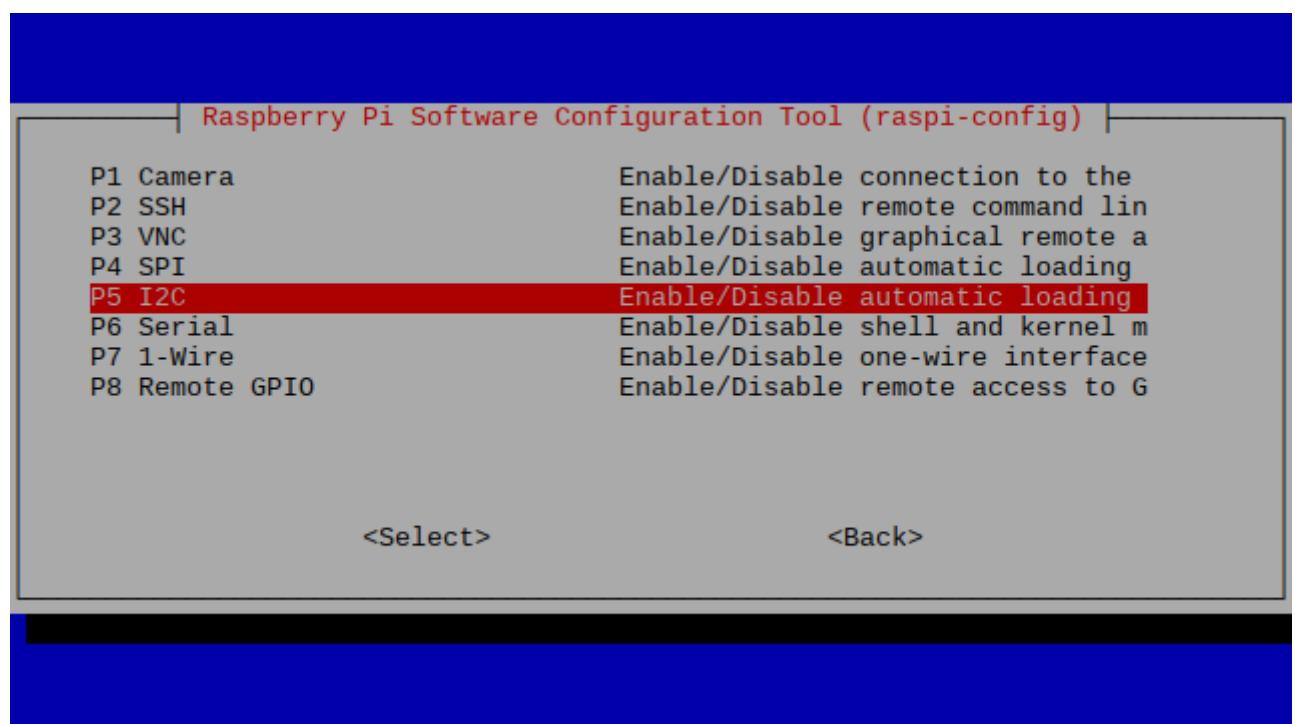 Raspberry Pi Software Configuration Tool (raspi-config)
P1 Camera Enable/Disable connection to the
P2 SSH Enable/Disable remote command lin
P3 VNC Enable/Disable graphical remote a
P4 SPI Enable/Disable automatic loading
P5 I2C Enable/Disable automatic loading
P6 Serial Enable/Disable shell and kernel m
P7 1-Wire Enable/Disable one-wire interface
P8 Remote GPIO Enable/Disable remote access to G
<Select> <Back>